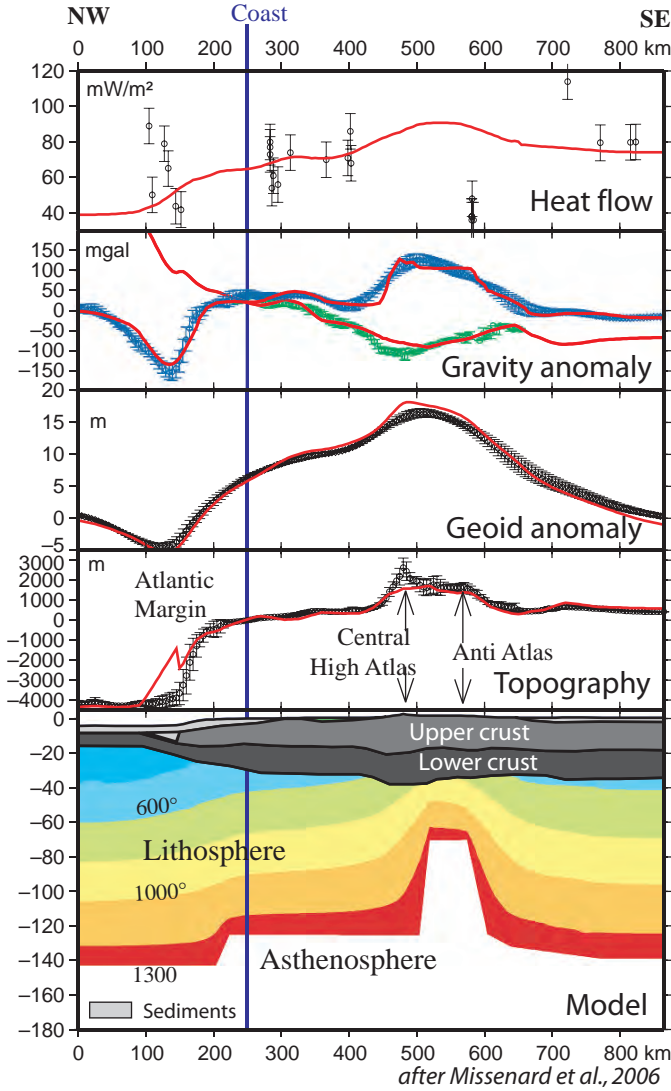 NW Coast SE
0 100 200 300 400 500 600 700 800 km
120
mW/m²
100
80
60
40
Heat flow
mgal
150
100
50
0
−50
−100
−150
Gravity anomaly
20
m
15
10
5
0
−5
Geoid anomaly
m
3000
2000
1000
0
−1000
−2000
−3000
−4000
Atlantic
Margin
Central
High Atlas
Anti Atlas
Topography
0
−20
−40
−60
−80
−100
−120
−140
−160
−180
Upper crust
Lower crust
600°
Lithosphere
1000°
Asthenosphere
1300
Sediments
Model
0 100 200 300 400 500 600 700 800 km
after Missenard et al., 2006